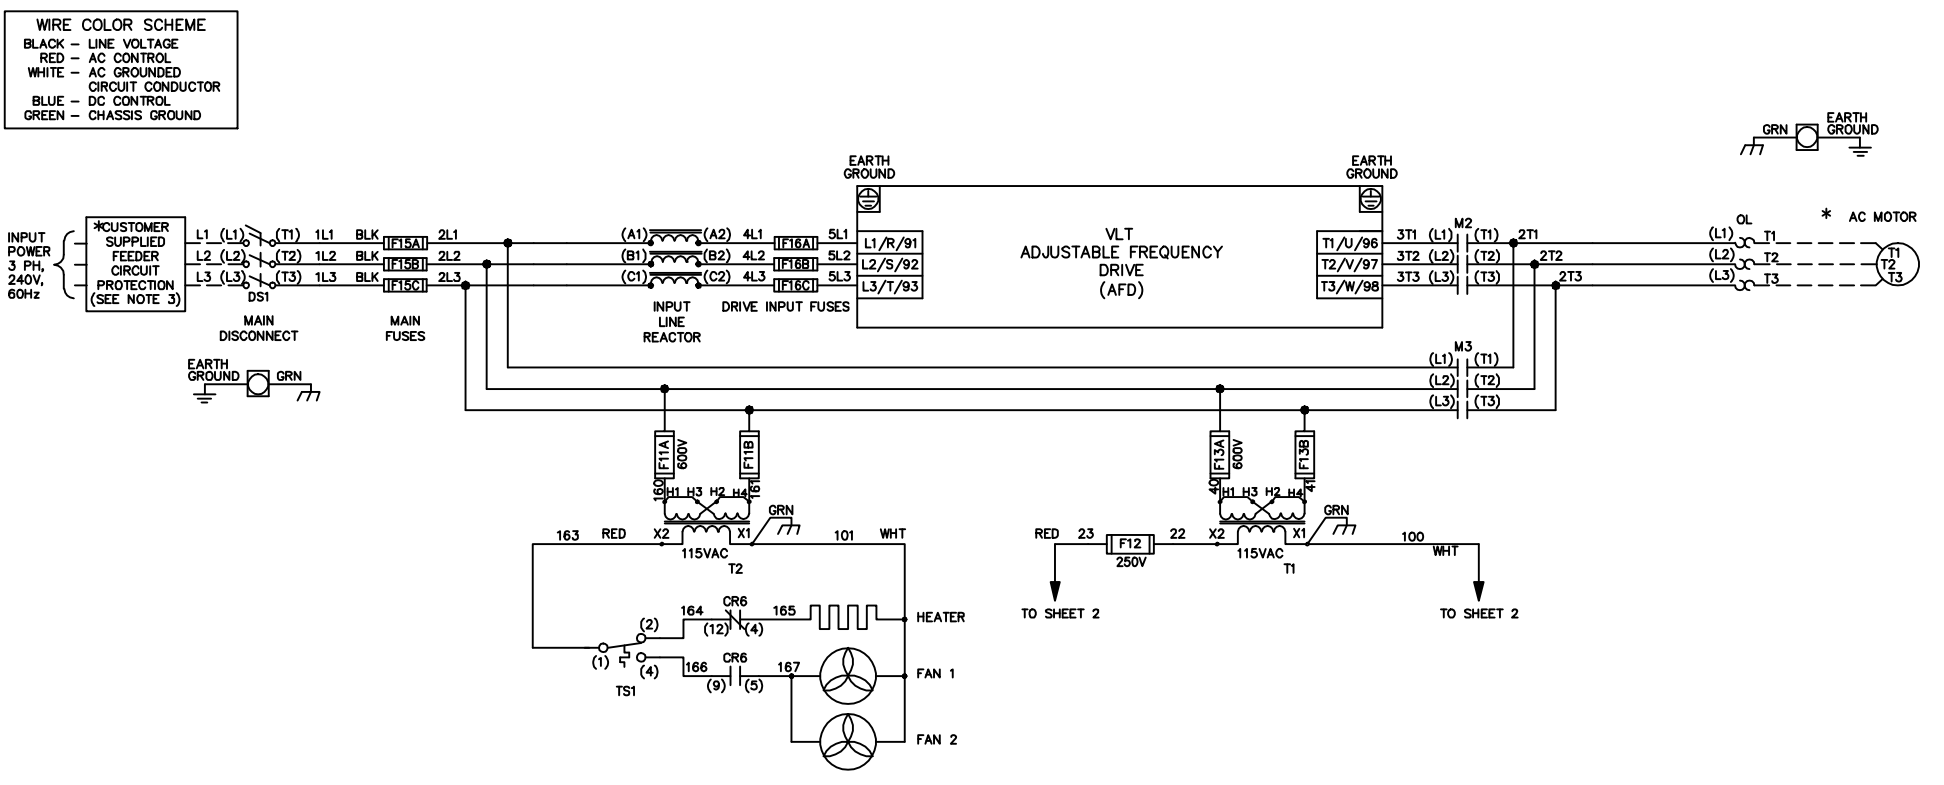 WIRE COLOR SCHEME
BLACK – LINE VOLTAGE
RED – AC CONTROL
WHITE – AC GROUNDED
CIRCUIT CONDUCTOR
BLUE – DC CONTROL
GREEN – CHASSIS GROUND
GRN
EARTH
GROUND
EARTH
GROUND
EARTH
GROUND
INPUT
POWER
3 PH,
240V,
60Hz
*CUSTOMER
SUPPLIED
FEEDER
CIRCUIT
PROTECTION
(SEE NOTE 3)
L1 (L1) (T1) 1L1 BLK F15A 2L1 (A1) (A2) 4L1 F16A 5L1 L1/R/91
L2 (L2) (T2) 1L2 BLK F15B 2L2 (B1) (B2) 4L2 F16B 5L2 L2/S/92
L3 (L3) (T3) 1L3 BLK F15C 2L3 (C1) (C2) 4L3 F16C 5L3 L3/T/93
DS1
MAIN
DISCONNECT
MAIN
FUSES
INPUT
LINE
REACTOR
DRIVE INPUT FUSES
VLT
ADJUSTABLE FREQUENCY
DRIVE
(AFD)
M2
OL
* AC MOTOR
T1/U/96 3T1 (L1) (T1) 2T1 (L1) T1 T1
T2/V/97 3T2 (L2) (T2) 2T2 (L2) T2 T2
T3/W/98 3T3 (L3) (T3) 2T3 (L3) T3 T3
EARTH
GROUND
GRN
M3
(L1) (T1)
(L2) (T2)
(L3) (T3)
F11A
600V
F11B
F13A
600V
F13B
160
H1 H3 H2 H4
161
GRN
40
H1 H3 H2 H4
41
GRN
163 RED X2 X1 101 WHT
115VAC
T2
RED 23 F12 22 X2 X1 100
WHT
250V
115VAC
T1
TO SHEET 2
TO SHEET 2
164 CR6 165
(12) (4)
HEATER
(2)
(1)
(4)
TS1
166 CR6 167
(9) (5)
FAN 1
FAN 2